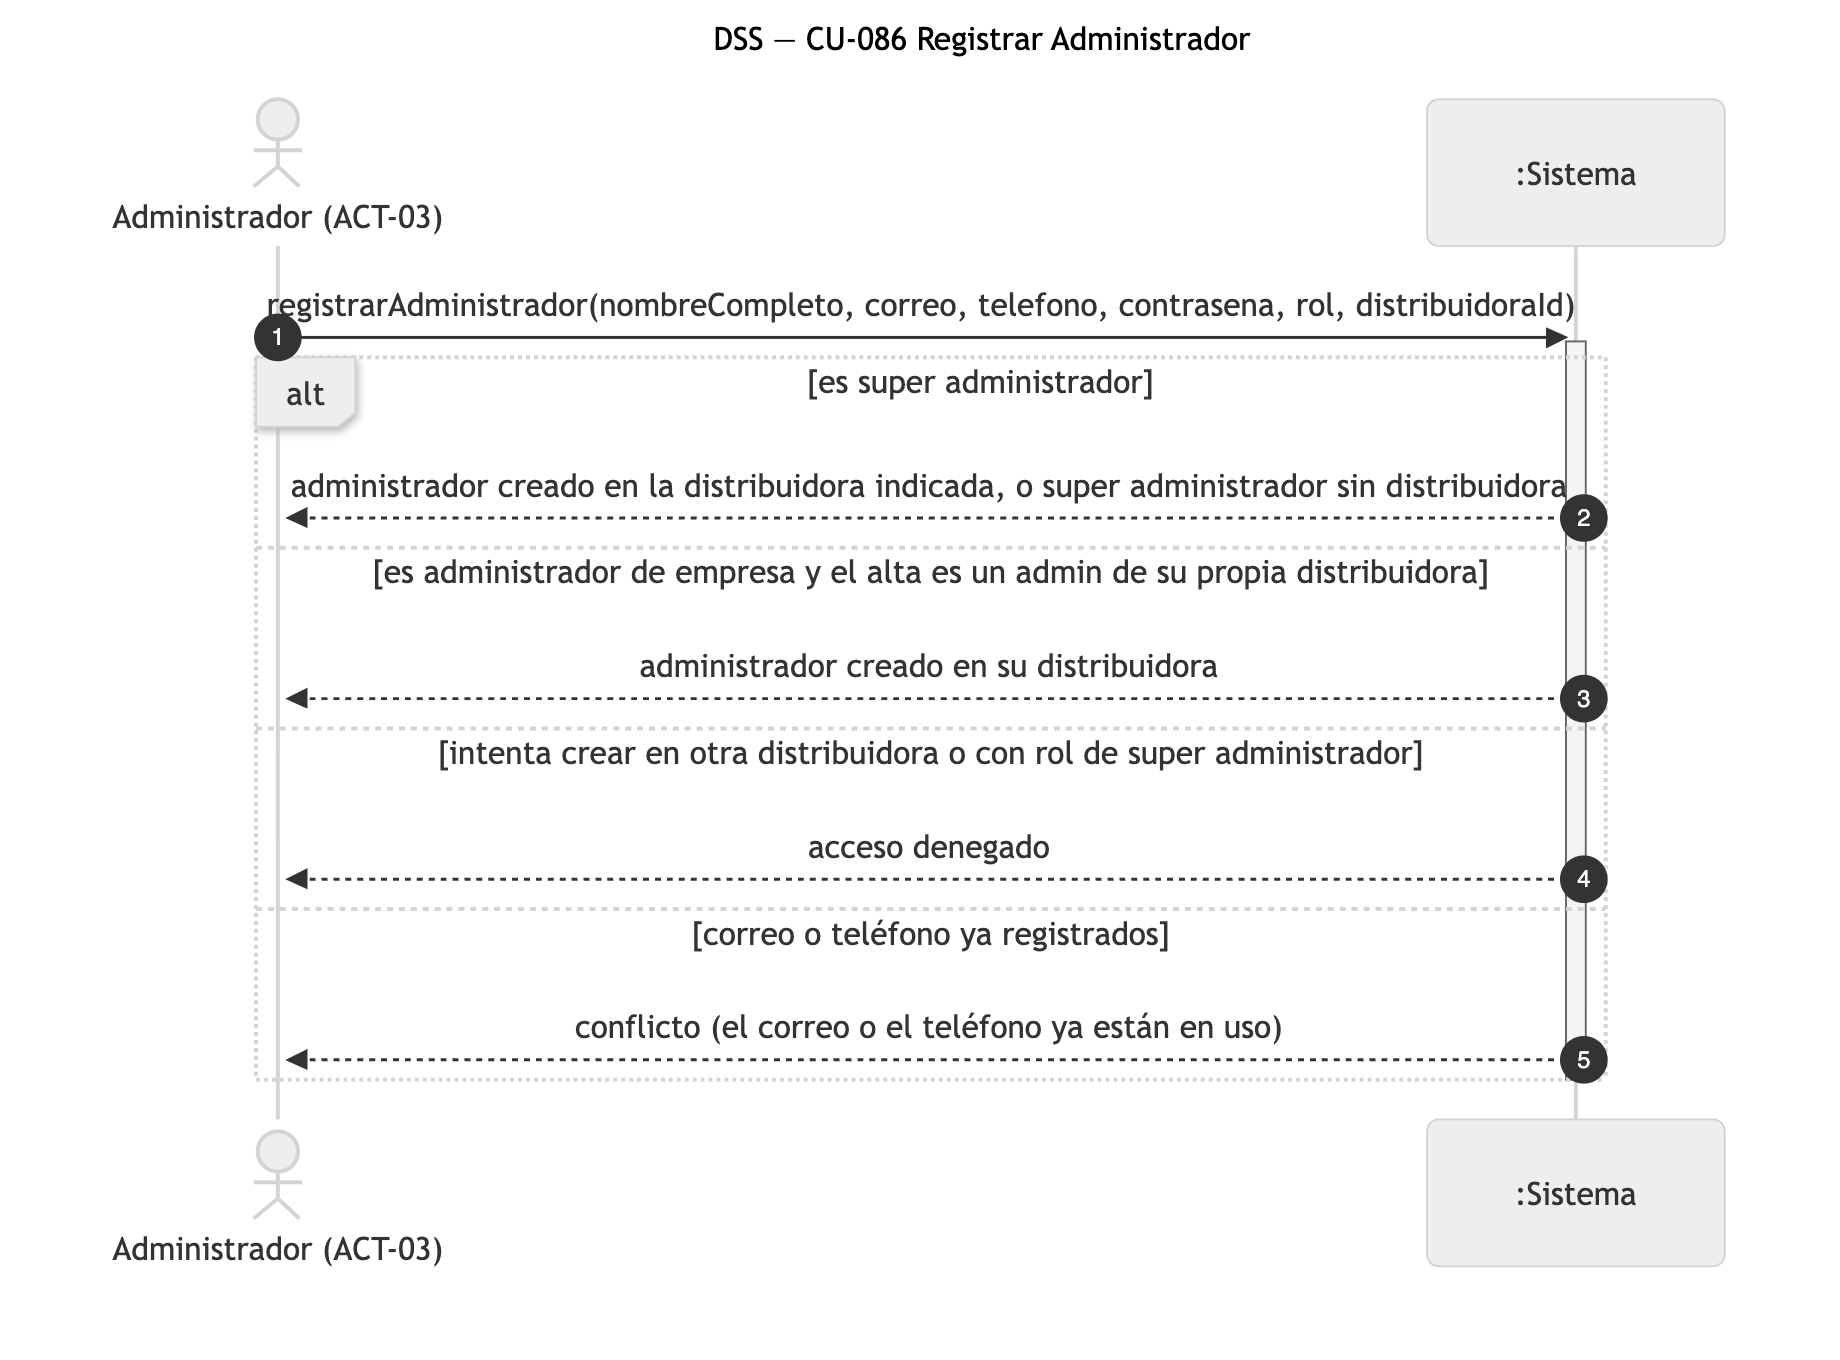 DSS — CU-086 Registrar Administrador
Administrador (ACT-03)
:Sistema
registrarAdministrador(nombreCompleto, correo, telefono, contrasena, rol, distribuidoraId)
1
alt
[es super administrador]
administrador creado en la distribuidora indicada, o super administrador sin distribuidora
2
[es administrador de empresa y el alta es un admin de su propia distribuidora]
administrador creado en su distribuidora
3
[intenta crear en otra distribuidora o con rol de super administrador]
acceso denegado
4
[correo o teléfono ya registrados]
conflicto (el correo o el teléfono ya están en uso)
5
Administrador (ACT-03)
:Sistema